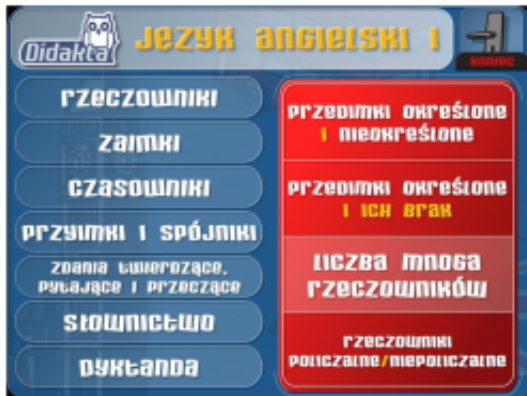 Didakta
Język angielski 1
KONIEC
rzeczowniki
zaimki
czasowniki
przyimki i spójniki
zdania twierdzące,
pytające i przeczące
słownictwo
dyktanda
przedimki określone
i nieokreślone
przedimki określone
i ich brak
liczba mnoga
rzeczowników
rzeczowniki
policzalne/niepoliczalne